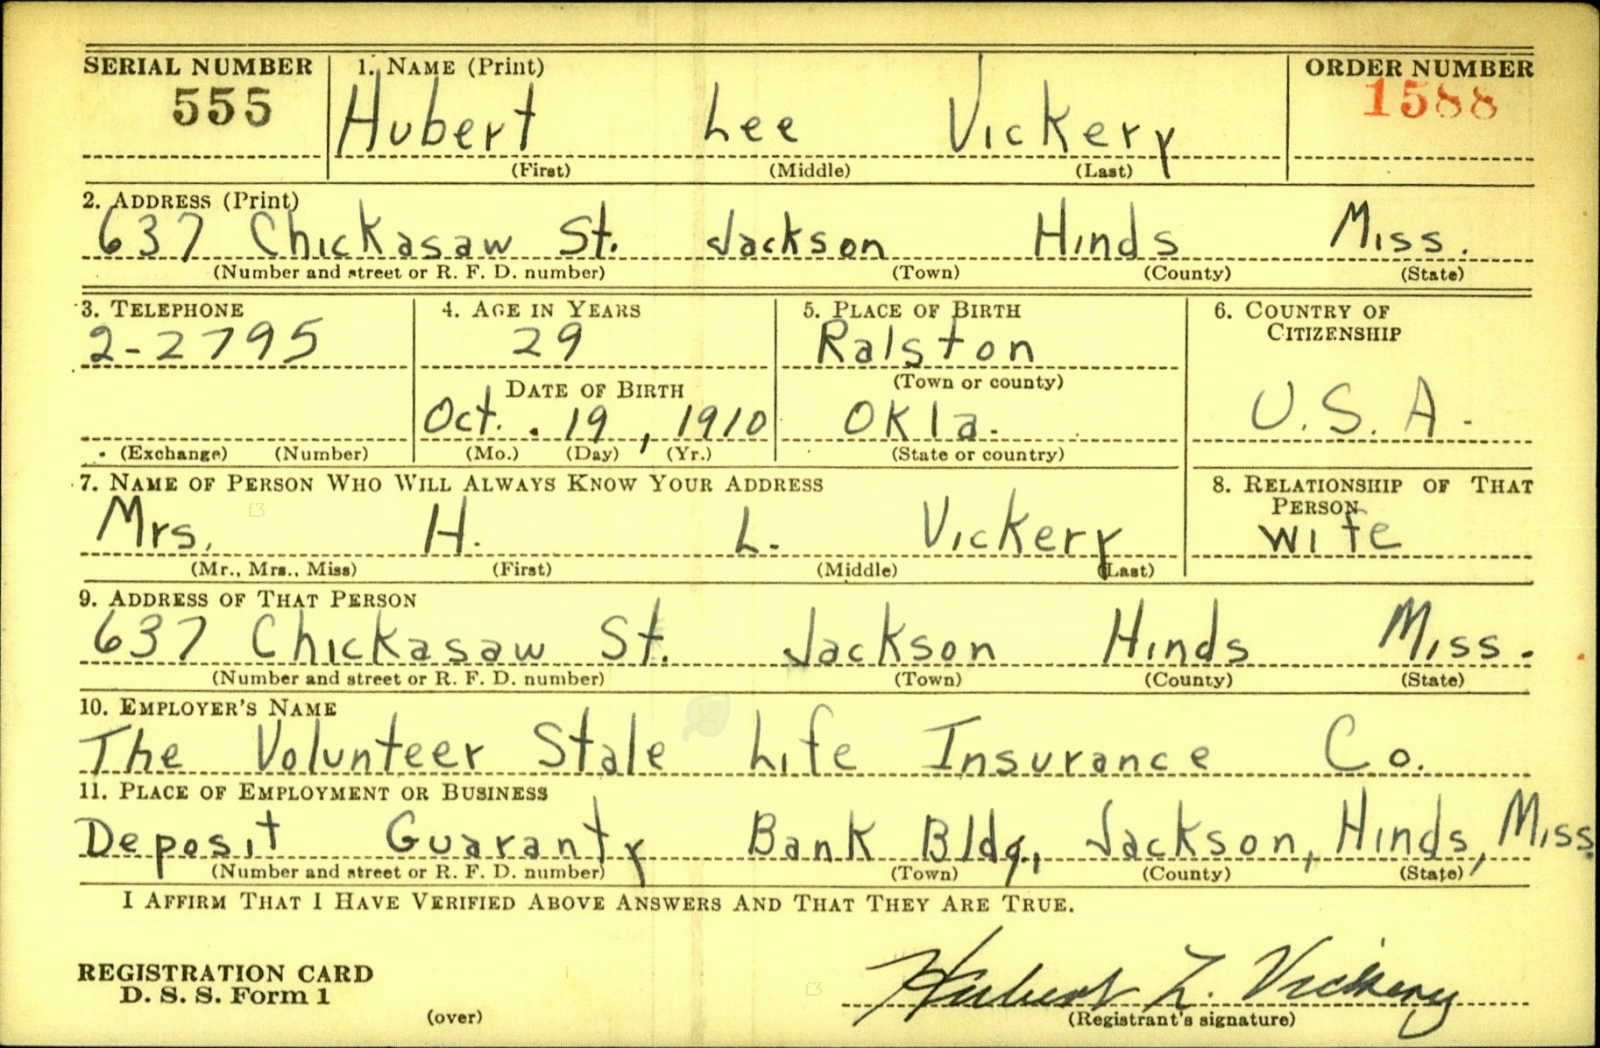 SERIAL NUMBER 1. NAME (Print) ORDER NUMBER
555 Hubert Lee Vickery 1588
(First) (Middle) (Last)
2. ADDRESS (Print)
637 Chickasaw St. Jackson Hinds Miss.
(Number and street or R. F. D. number) (Town) (County) (State)
3. TELEPHONE 4. AGE IN YEARS 5. PLACE OF BIRTH 6. COUNTRY OF
CITIZENSHIP
2-2795 29 Ralston
(Town or county)
DATE OF BIRTH
Oct. 19, 1910 Okla. U.S.A.
(Exchange) (Number) (Mo.) (Day) (Yr.) (State or country)
7. NAME OF PERSON WHO WILL ALWAYS KNOW YOUR ADDRESS 8. RELATIONSHIP OF THAT
PERSON
Mrs. H. L. Vickery wife
(Mr., Mrs., Miss) (First) (Middle) (Last)
9. ADDRESS OF THAT PERSON
637 Chickasaw St. Jackson Hinds Miss.
(Number and street or R. F. D. number) (Town) (County) (State)
10. EMPLOYER'S NAME
The Volunteer State Life Insurance Co.
11. PLACE OF EMPLOYMENT OR BUSINESS
Deposit Guaranty Bank Bldg., Jackson, Hinds, Miss.
(Number and street or R. F. D. number) (Town) (County) (State)
I AFFIRM THAT I HAVE VERIFIED ABOVE ANSWERS AND THAT THEY ARE TRUE.
REGISTRATION CARD
D. S. S. Form 1 Hubert L. Vickery
(over) (Registrant's signature)